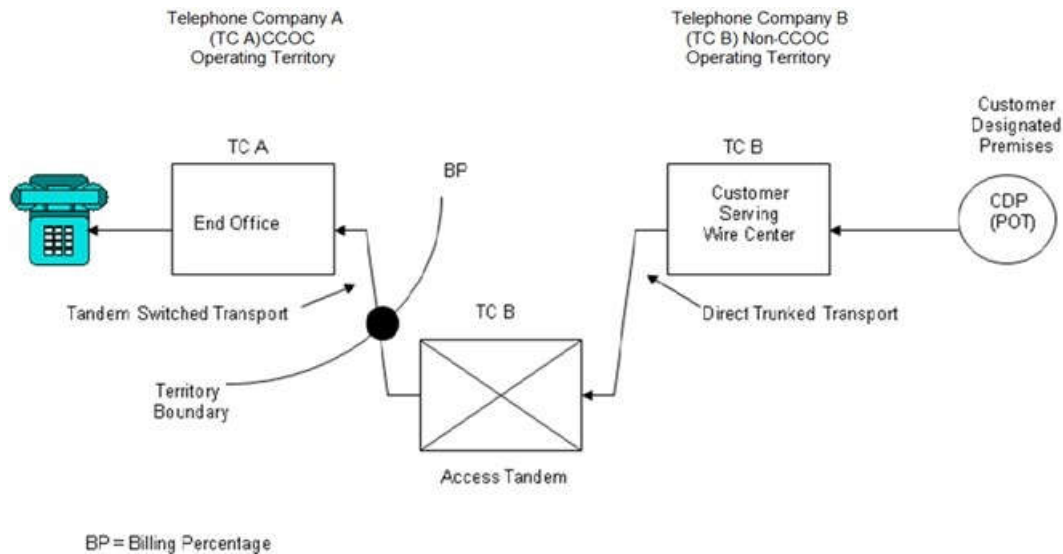 Telephone Company A
(TC A)CCOC
Operating Territory
Telephone Company B
(TC B) Non-CCOC
Operating Territory
Customer
Designated
Premises
TC A
End Office
BP
TC B
Customer
Serving
Wire Center
CDP
(POT)
Tandem Switched Transport
TC B
Direct Trunked Transport
Territory
Boundary
Access Tandem
BP = Billing Percentage